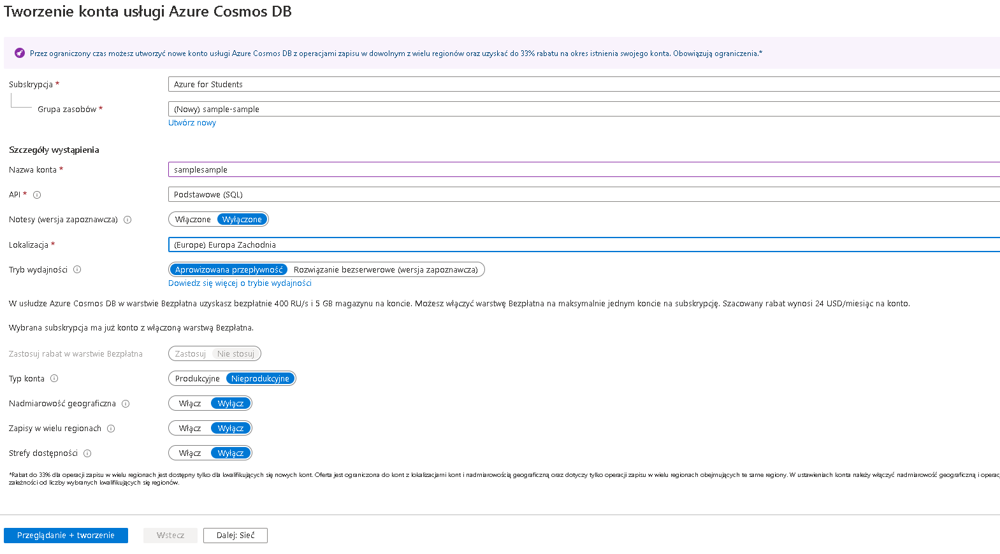 Tworzenie konta usługi Azure Cosmos DB
Przez ograniczony czas możesz utworzyć nowe konto usługi Azure Cosmos DB z operacjami zapisu w dowolnym z wielu regionów oraz uzyskać do 33% rabatu na okres istnienia swojego konta. Obowiązują ograniczenia.*
Subskrypcja * Azure for Students
Grupa zasobów * (Nowy) sample-sample
Utwórz nowy
Szczegóły wystąpienia
Nazwa konta * samplesample
API * Podstawowe (SQL)
Notesy (wersja zapoznawcza) Włączone Wyłączone
Lokalizacja * (Europe) Europa Zachodnia
Tryb wydajności Aprowizowana przepływność Rozwiązanie bezserwerowe (wersja zapoznawcza)
Dowiedz się więcej o trybie wydajności
W usłudze Azure Cosmos DB w warstwie Bezpłatna uzyskasz bezpłatnie 400 RU/s i 5 GB magazynu na koncie. Możesz włączyć warstwę Bezpłatna na maksymalnie jednym koncie na subskrypcję. Szacowany rabat wynosi 24 USD/miesiąc na konto.
Wybrana subskrypcja ma już konto z włączoną warstwą Bezpłatna.
Zastosuj rabat w warstwie Bezpłatna Zastosuj Nie stosuj
Typ konta Produkcyjne Nieprodukcyjne
Nadmiarowość geograficzna Włącz Wyłącz
Zapisy w wielu regionach Włącz Wyłącz
Strefy dostępności Włącz Wyłącz
*Rabat do 33% dla operacji zapisu w wielu regionach jest dostępny tylko dla kwalifikujących się nowych kont. Oferta jest ograniczona do kont z lokalizacjami kont i nadmiarowością geograficzną oraz dotyczy tylko operacji zapisu w wielu regionach obejmujących te same regiony. W ustawieniach konta należy włączyć nadmiarowość geograficzną i operac
zależności od liczby wybranych kwalifikujących się regionów.
Przeglądanie + tworzenie Wstecz Dalej: Sieć